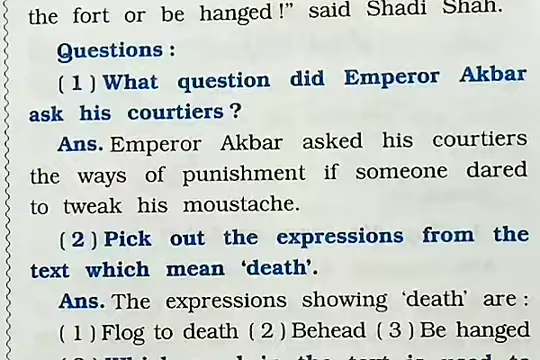 the fort or be hanged!" said Shadi Shah.
Questions :
(1) What question did Emperor Akbar
ask his courtiers?
Ans. Emperor Akbar asked his courtiers
the ways of punishment if someone dared
to tweak his moustache.
(2) Pick out the expressions from the
text which mean 'death'.
Ans. The expressions showing 'death' are :
(1) Flog to death (2) Behead (3) Be hanged